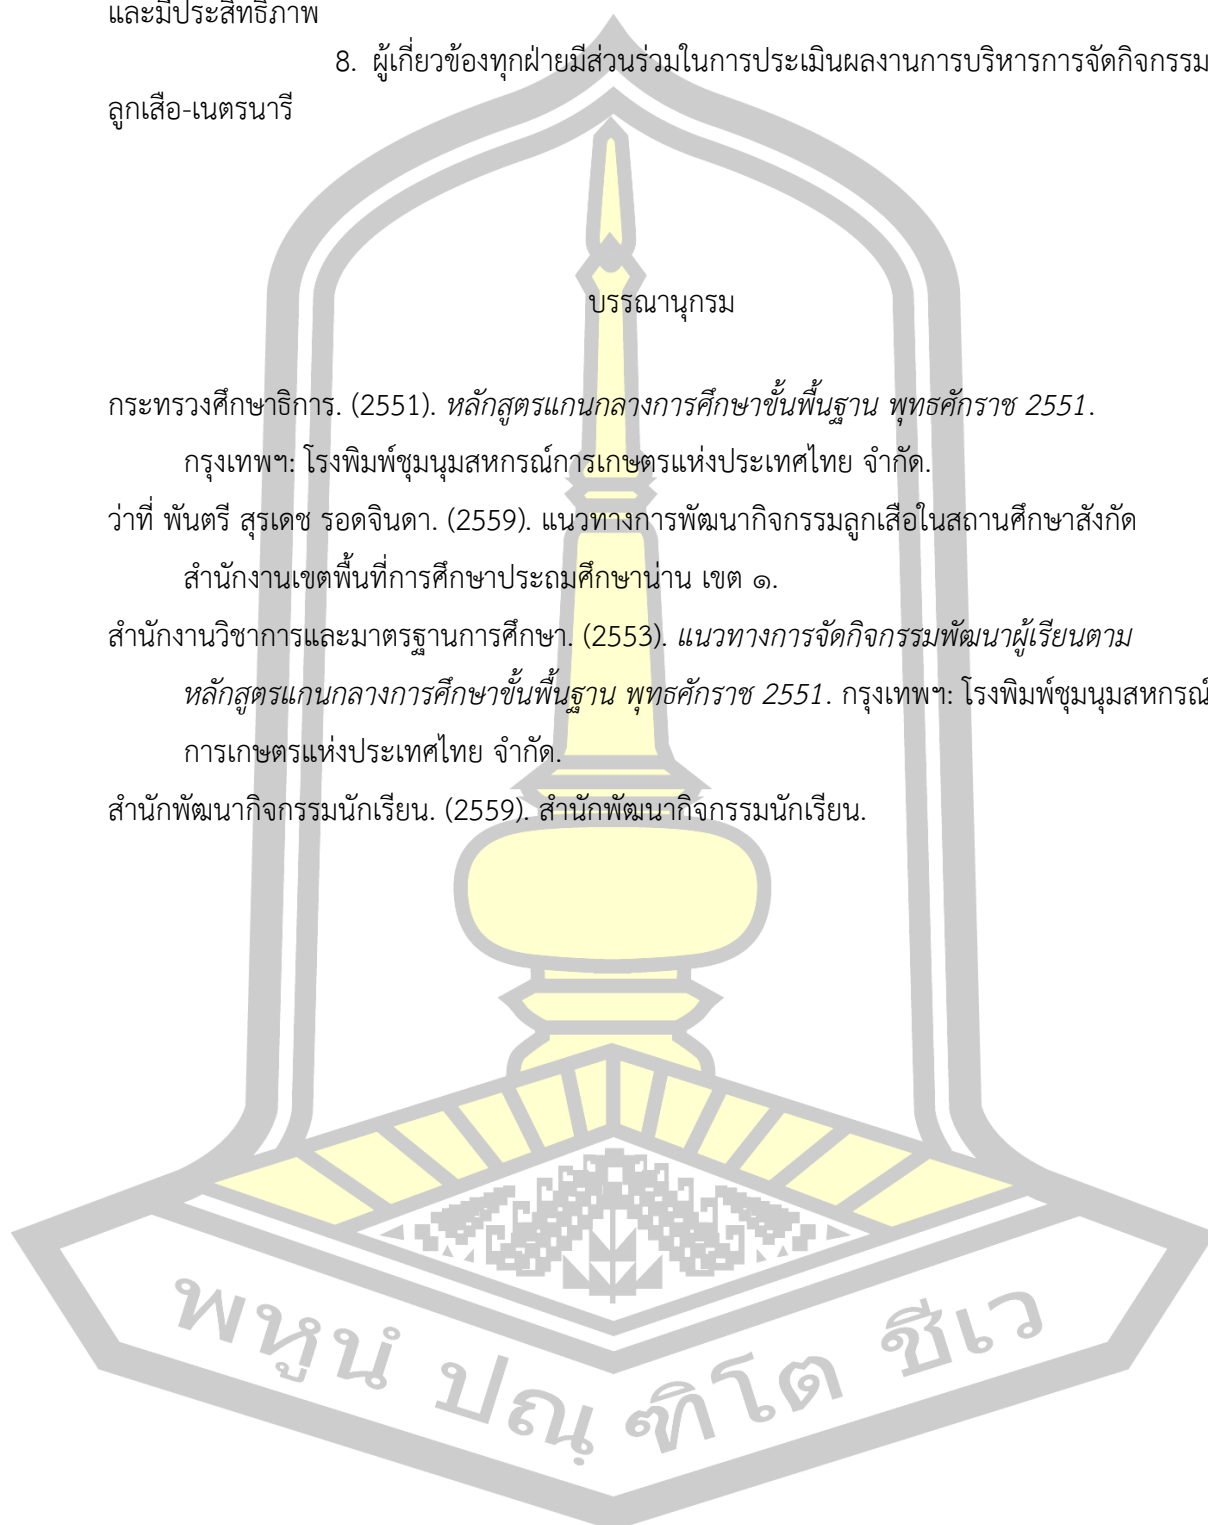 และมีประสิทธิภาพ
8. ผู้เกี่ยวข้องทุกฝ่ายมีส่วนร่วมในการประเมินผลงานการบริหารการจัดกิจกรรม
ลูกเสือ-เนตรนารี
บรรณานุกรม
กระทรวงศึกษาธิการ. (2551). หลักสูตรแกนกลางการศึกษาขั้นพื้นฐาน พุทธศักราช 2551.
กรุงเทพฯ: โรงพิมพ์ชุมนุมสหกรณ์การเกษตรแห่งประเทศไทย จำกัด.
ว่าที่ พันตรี สุรเดช รอดจินดา. (2559). แนวทางการพัฒนากิจกรรมลูกเสือในสถานศึกษาสังกัด
สำนักงานเขตพื้นที่การศึกษาประถมศึกษาน่าน เขต ๑.
สำนักงานวิชาการและมาตรฐานการศึกษา. (2553). แนวทางการจัดกิจกรรมพัฒนาผู้เรียนตาม
หลักสูตรแกนกลางการศึกษาขั้นพื้นฐาน พุทธศักราช 2551. กรุงเทพฯ: โรงพิมพ์ชุมนุมสหกรณ์
การเกษตรแห่งประเทศไทย จำกัด.
สำนักพัฒนากิจกรรมนักเรียน. (2559). สำนักพัฒนากิจกรรมนักเรียน.
พหูนํ ปณฺฑิโต ชีเว